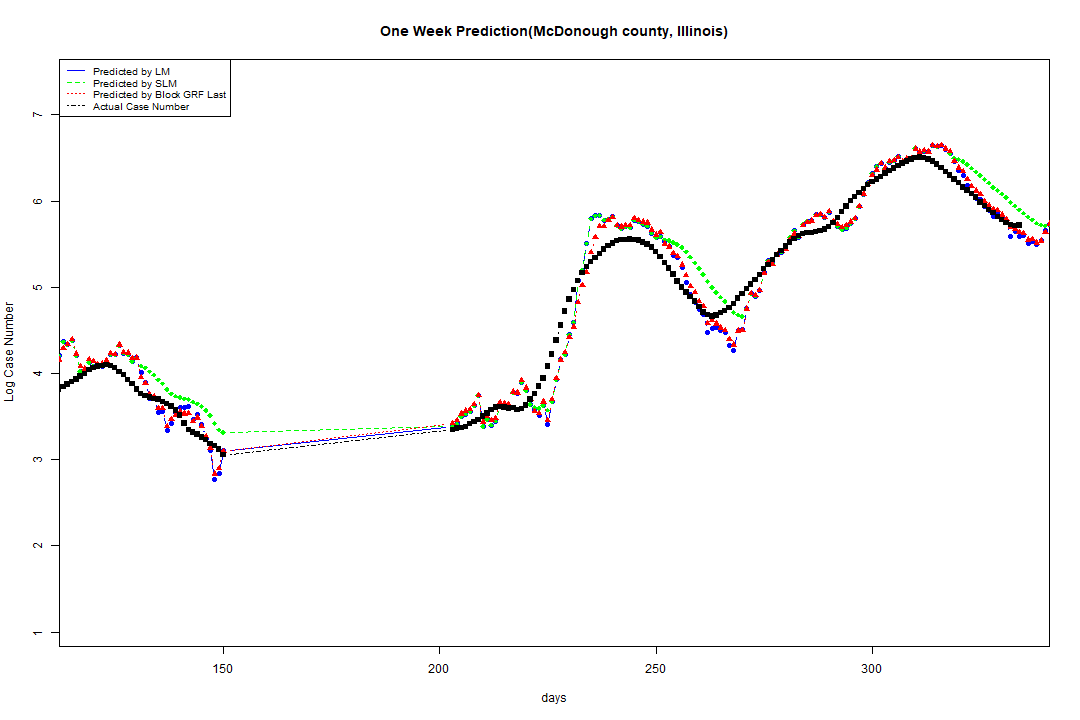 One Week Prediction(McDonough county, Illinois)
Predicted by LM
Predicted by SLM
Predicted by Block GRF Last
Actual Case Number
7
6
5
4
3
2
1
Log Case Number
150 200 250 300
days